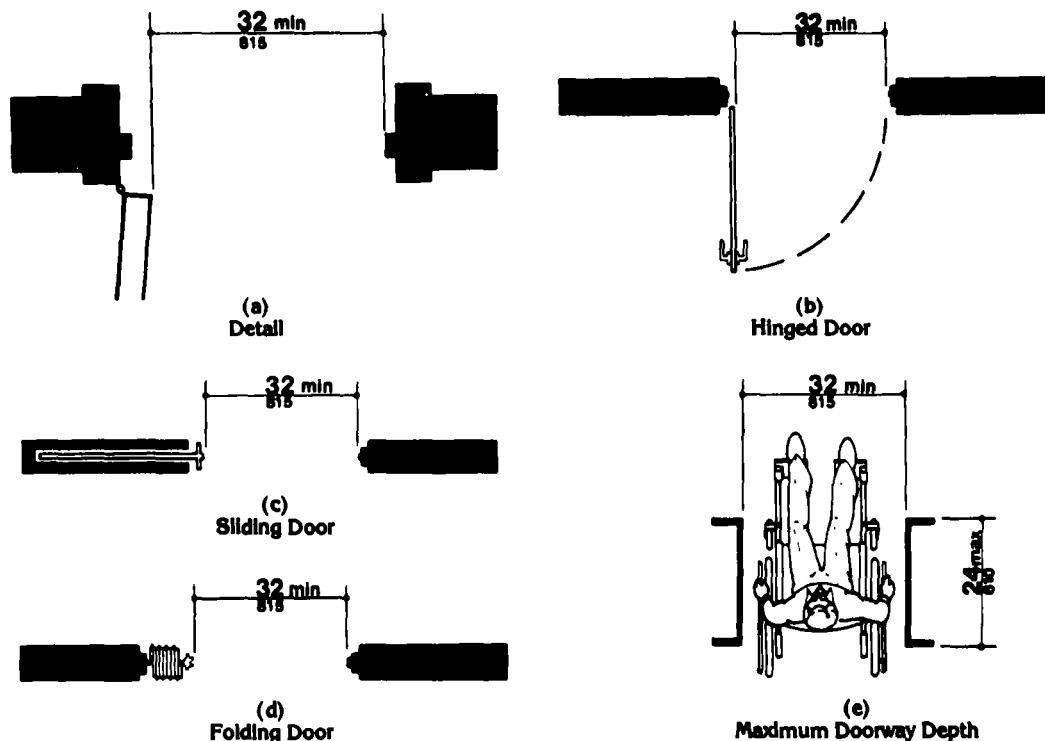 32 min
815
(a)
Detail
32 min
815
(b)
Hinged Door
32 min
815
(c)
Sliding Door
32 min
815
(d)
Folding Door
32 min
815
24 max
610
(e)
Maximum Doorway Depth